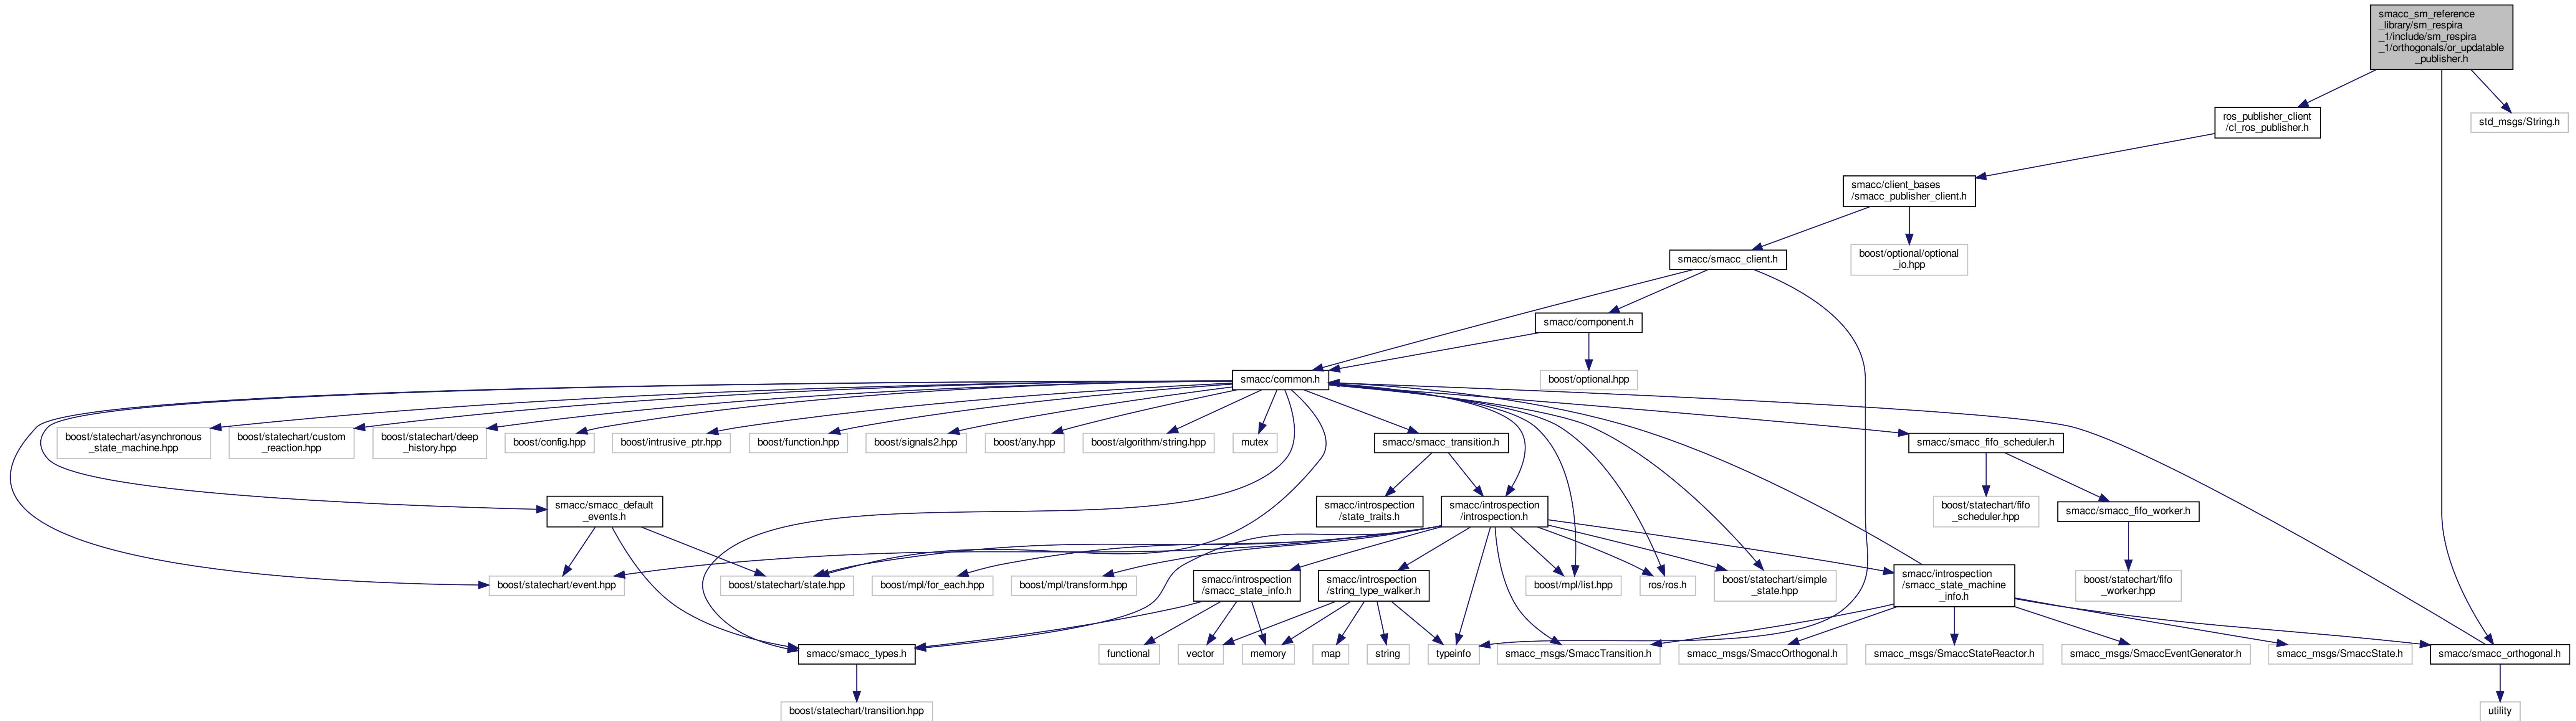 smacc_sm_reference
_library/sm_respira
_1/include/sm_respira
_1/orthogonals/or_updatable
_publisher.h
ros_publisher_client
/cl_ros_publisher.h
std_msgs/String.h
smacc/client_bases
/smacc_publisher_client.h
smacc/smacc_client.h
boost/optional/optional
_io.hpp
smacc/component.h
smacc/common.h
boost/optional.hpp
boost/statechart/asynchronous
_state_machine.hpp
boost/statechart/custom
_reaction.hpp
boost/statechart/deep
_history.hpp
boost/config.hpp
boost/intrusive_ptr.hpp
boost/function.hpp
boost/signals2.hpp
boost/any.hpp
boost/algorithm/string.hpp
mutex
smacc/smacc_transition.h
smacc/smacc_fifo_scheduler.h
smacc/smacc_default
_events.h
smacc/introspection
/state_traits.h
smacc/introspection
/introspection.h
boost/statechart/fifo
_scheduler.hpp
smacc/smacc_fifo_worker.h
boost/statechart/event.hpp
boost/statechart/state.hpp
boost/mpl/for_each.hpp
boost/mpl/transform.hpp
smacc/introspection
/smacc_state_info.h
smacc/introspection
/string_type_walker.h
boost/mpl/list.hpp
ros/ros.h
boost/statechart/simple
_state.hpp
smacc/introspection
/smacc_state_machine
_info.h
boost/statechart/fifo
_worker.hpp
smacc/smacc_types.h
functional
vector
memory
map
string
typeinfo
smacc_msgs/SmaccTransition.h
smacc_msgs/SmaccOrthogonal.h
smacc_msgs/SmaccStateReactor.h
smacc_msgs/SmaccEventGenerator.h
smacc_msgs/SmaccState.h
smacc/smacc_orthogonal.h
boost/statechart/transition.hpp
utility